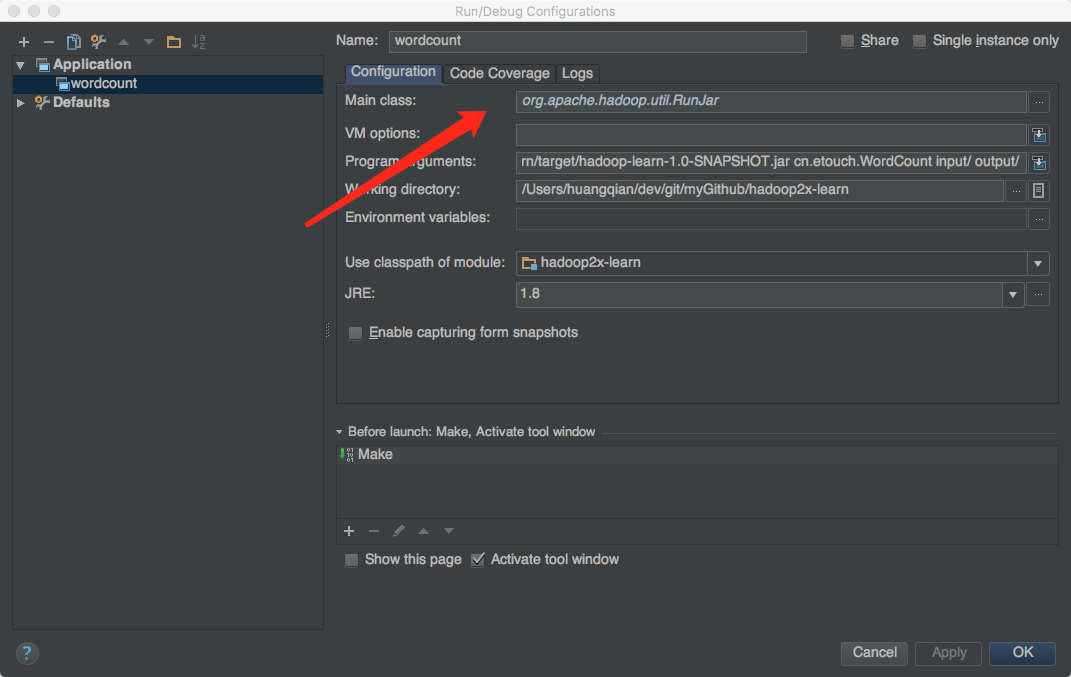 Run/Debug Configurations
Name: wordcount Share Single instance only
Application
wordcount
Defaults
Configuration Code Coverage Logs
Main class: org.apache.hadoop.util.RunJar
VM options:
Program arguments: rn/target/hadoop-learn-1.0-SNAPSHOT.jar cn.etouch.WordCount input/ output/
Working directory: /Users/huangqian/dev/git/myGithub/hadoop2x-learn
Environment variables:
Use classpath of module: hadoop2x-learn
JRE: 1.8
Enable capturing form snapshots
Before launch: Make, Activate tool window
Make
Show this page Activate tool window
? Cancel Apply OK